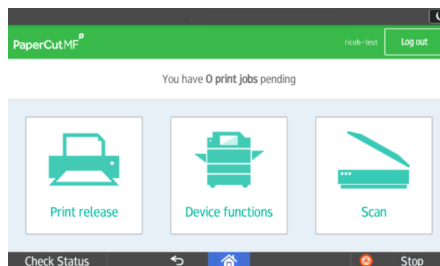 PaperCut MF
ricoh-test
Log out
You have 0 print jobs pending
Print release
Device functions
Scan
Check Status
Stop